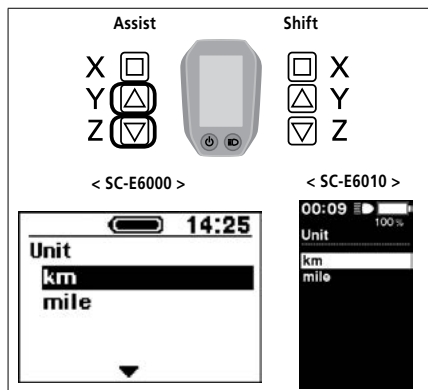 Assist Shift
X X
Y Y
Z Z
< SC-E6000 > < SC-E6010 >
14:25
Unit
km
mile
00:09
100%
Unit
km
mile